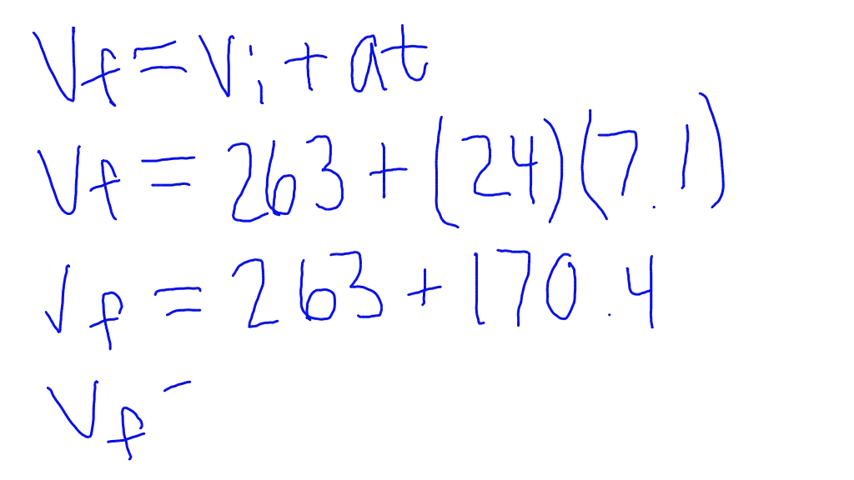 Vf = Vi + at
Vf = 263 + (24)(7.1)
Vf = 263 + 170.4
Vf -